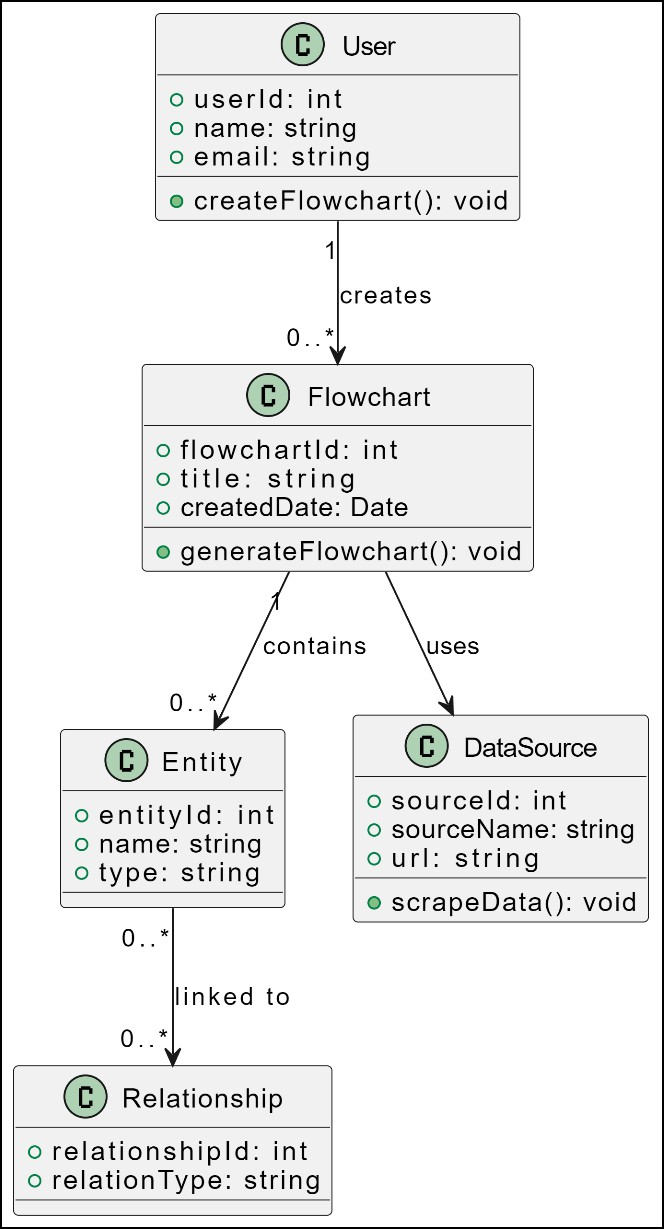 C User
userId: int
name: string
email: string
createFlowchart(): void
1
creates
0..*
C Flowchart
flowchartId: int
title: string
createdDate: Date
generateFlowchart(): void
1
contains uses
0..*
C Entity
entityId: int
name: string
type: string
C DataSource
sourceId: int
sourceName: string
url: string
scrapeData(): void
0..*
linked to
0..*
C Relationship
relationshipId: int
relationType: string